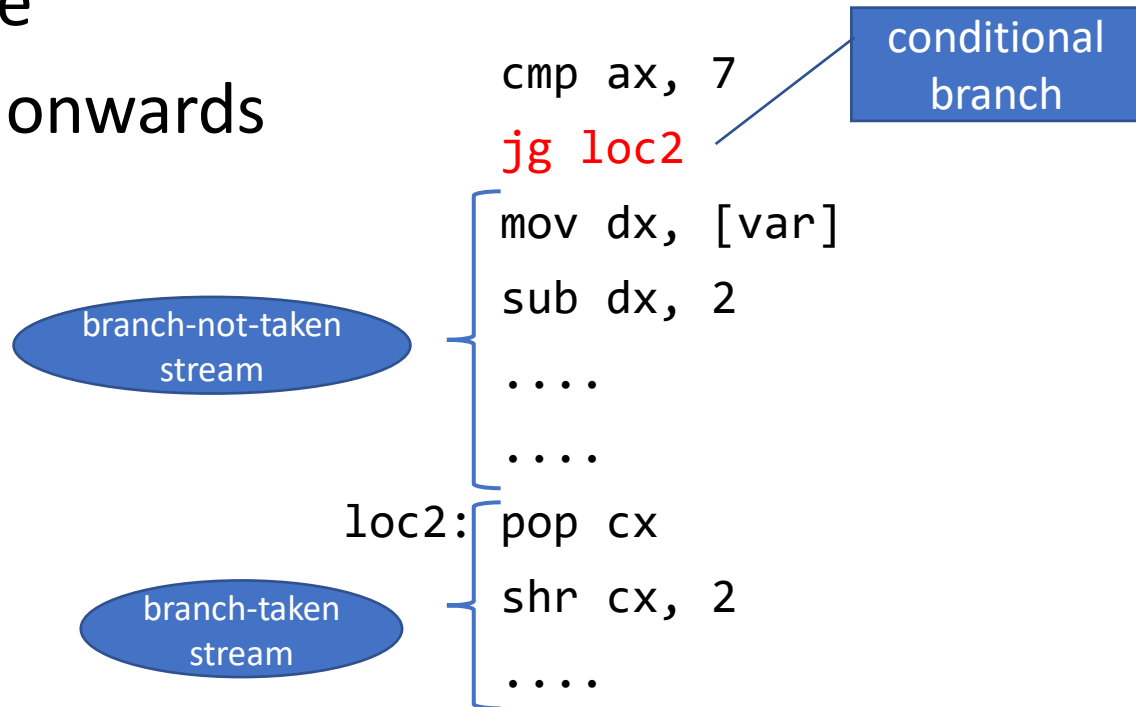 e
onwards
cmp ax, 7
conditional
branch
jg loc2
mov dx, [var]
sub dx, 2
branch-not-taken
stream
....
....
loc2: pop cx
shr cx, 2
branch-taken
stream
....